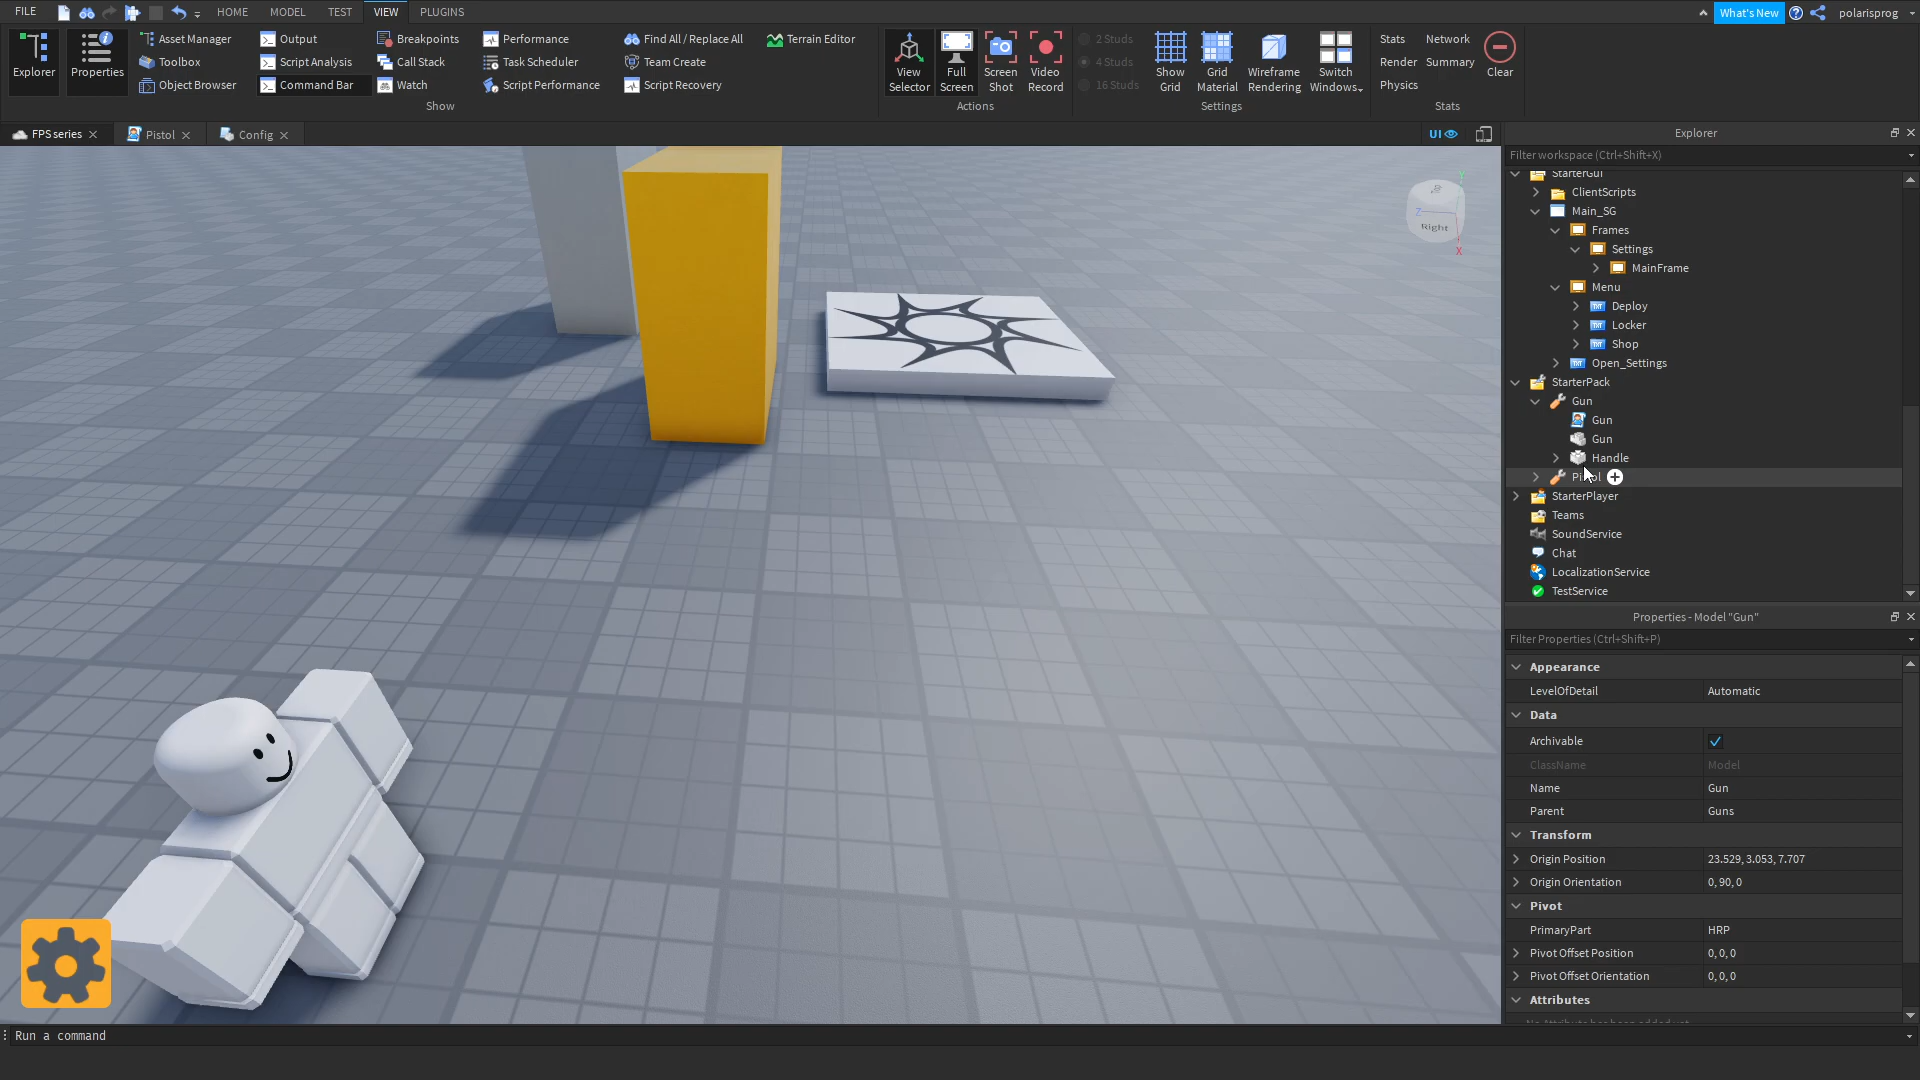 FILE
HOME
MODEL
TEST
VIEW
PLUGINS
What's New
polarisprog
Explorer
Properties
Asset Manager
Toolbox
Object Browser
Output
Script Analysis
Command Bar
Breakpoints
Call Stack
Watch
Performance
Task Scheduler
Script Performance
Find All / Replace All
Team Create
Script Recovery
Terrain Editor
Show
View
Selector
Full
Screen
Screen
Shot
Video
Record
Actions
2 Studs
4 Studs
16 Studs
Show
Grid
Grid
Material
Wireframe
Rendering
Switch
Windows
Settings
Stats
Render
Physics
Network
Summary
Clear
Stats
FPS series
Pistol
Config
UI
Y
Z
Right
X
Explorer
Filter workspace (Ctrl+Shift+X)
StarterGui
ClientScripts
Main_SG
Frames
Settings
MainFrame
Menu
Deploy
Locker
Shop
Open_Settings
StarterPack
Gun
Gun
Gun
Handle
StarterPlayer
Teams
SoundService
Chat
LocalizationService
TestService
Properties - Model "Gun"
Filter Properties (Ctrl+Shift+P)
Appearance
LevelOfDetail Automatic
Data
Archivable
ClassName Model
Name Gun
Parent Guns
Transform
Origin Position 23.529, 3.053, 7.707
Origin Orientation 0, 90, 0
Pivot
PrimaryPart HRP
Pivot Offset Position 0, 0, 0
Pivot Offset Orientation 0, 0, 0
Attributes
Run a command